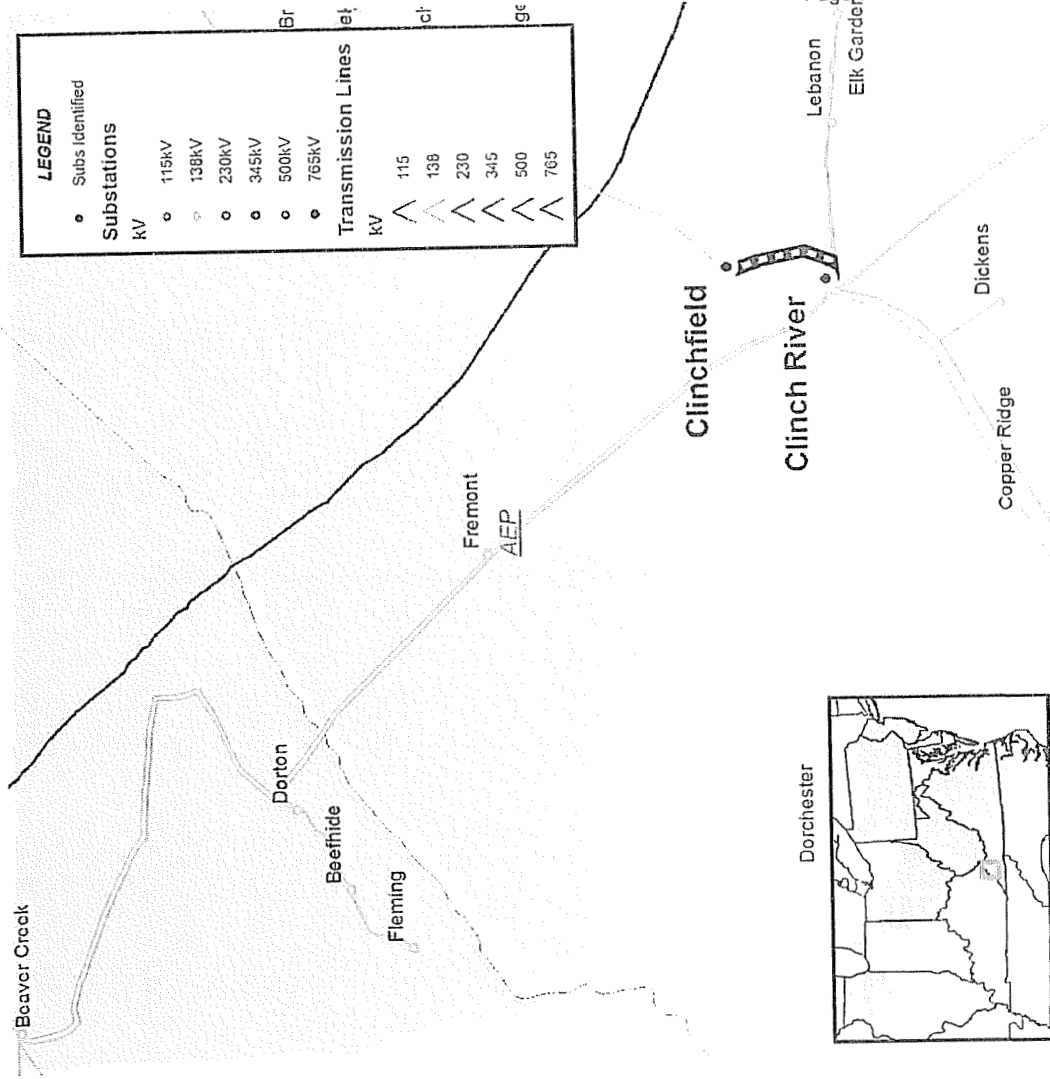 LEGEND
Subs Identified
Substations
kV
115kV
138kV
230kV
345kV
500kV
765kV
Transmission Lines
kV
115
138
230
345
500
765
Br
Beaver Creek
Dorton
Beefhide
Fleming
Fremont
AEP
Clinchfield
Clinch River
Lebanon
Elk Garden
Dickens
Copper Ridge
Dorchester